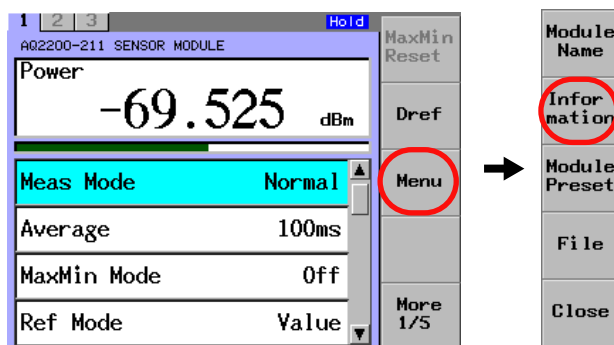 1 2 3 Hold
AQ2200-211 SENSOR MODULE
Power
-69.525 dBm
Meas Mode Normal
Average 100ms
MaxMin Mode Off
Ref Mode Value
MaxMin
Reset
Dref
Menu
More
1/5
Module
Name
Infor
mation
Module
Preset
File
Close